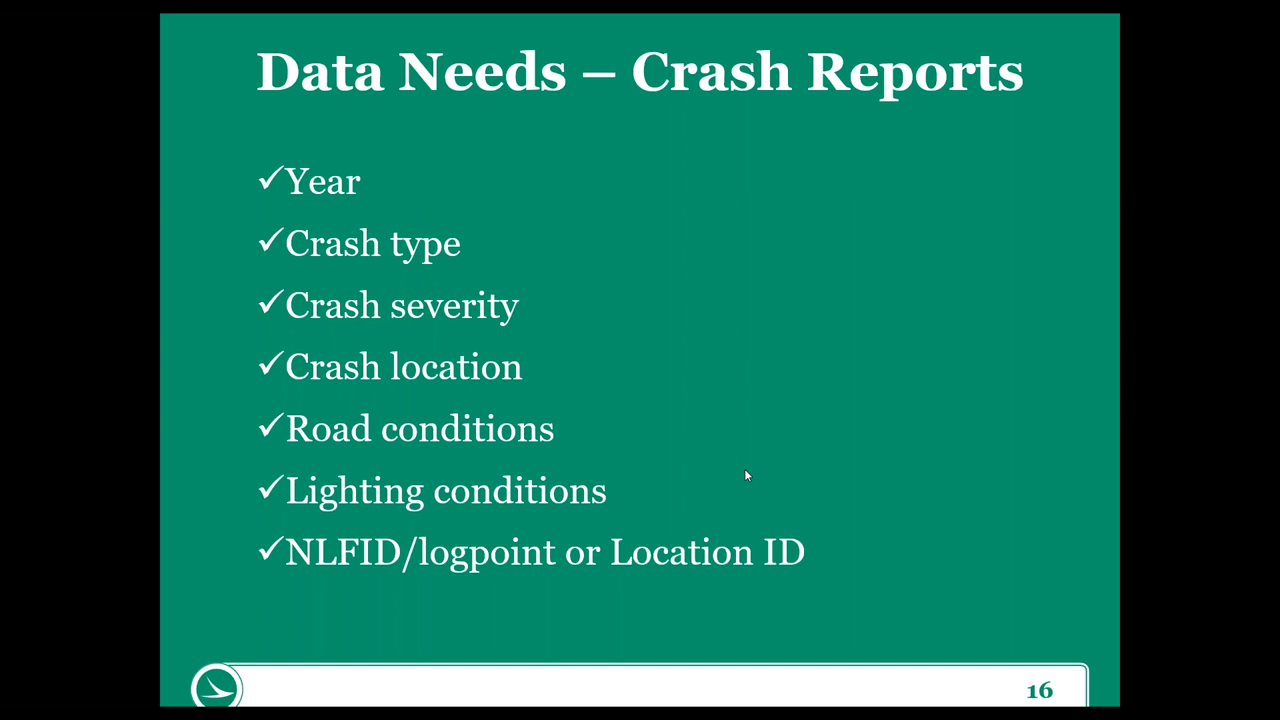 Data Needs – Crash Reports
✓Year
✓Crash type
✓Crash severity
✓Crash location
✓Road conditions
✓Lighting conditions
✓NLFID/logpoint or Location ID
16